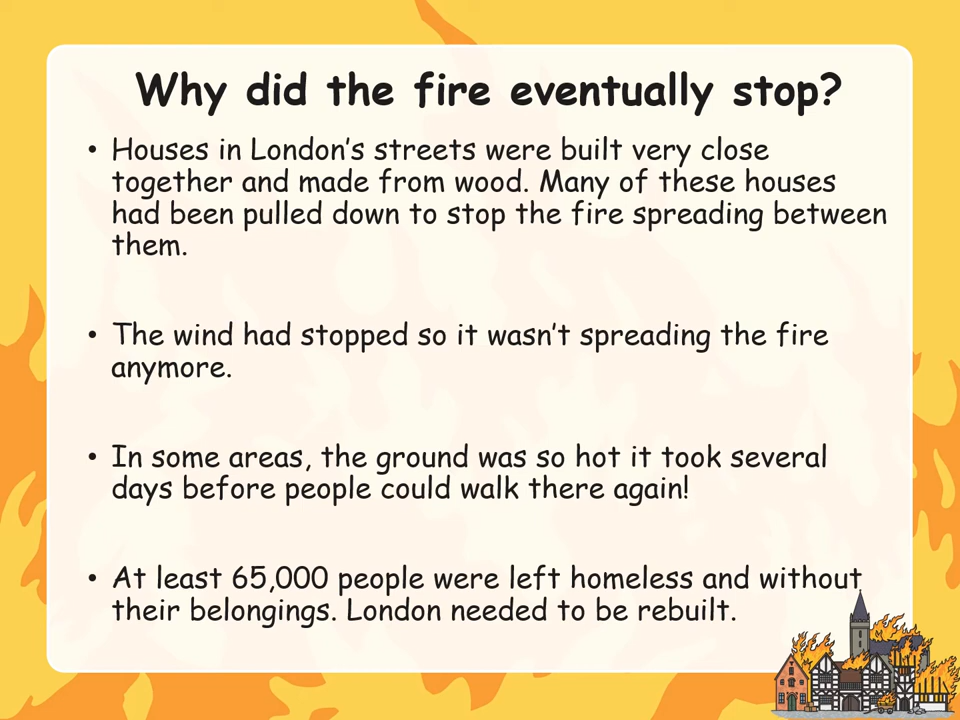 Why did the fire eventually stop?
• Houses in London's streets were built very close
together and made from wood. Many of these houses
had been pulled down to stop the fire spreading between
them.
• The wind had stopped so it wasn't spreading the fire
anymore.
• In some areas, the ground was so hot it took several
days before people could walk there again!
• At least 65,000 people were left homeless and without
their belongings. London needed to be rebuilt.